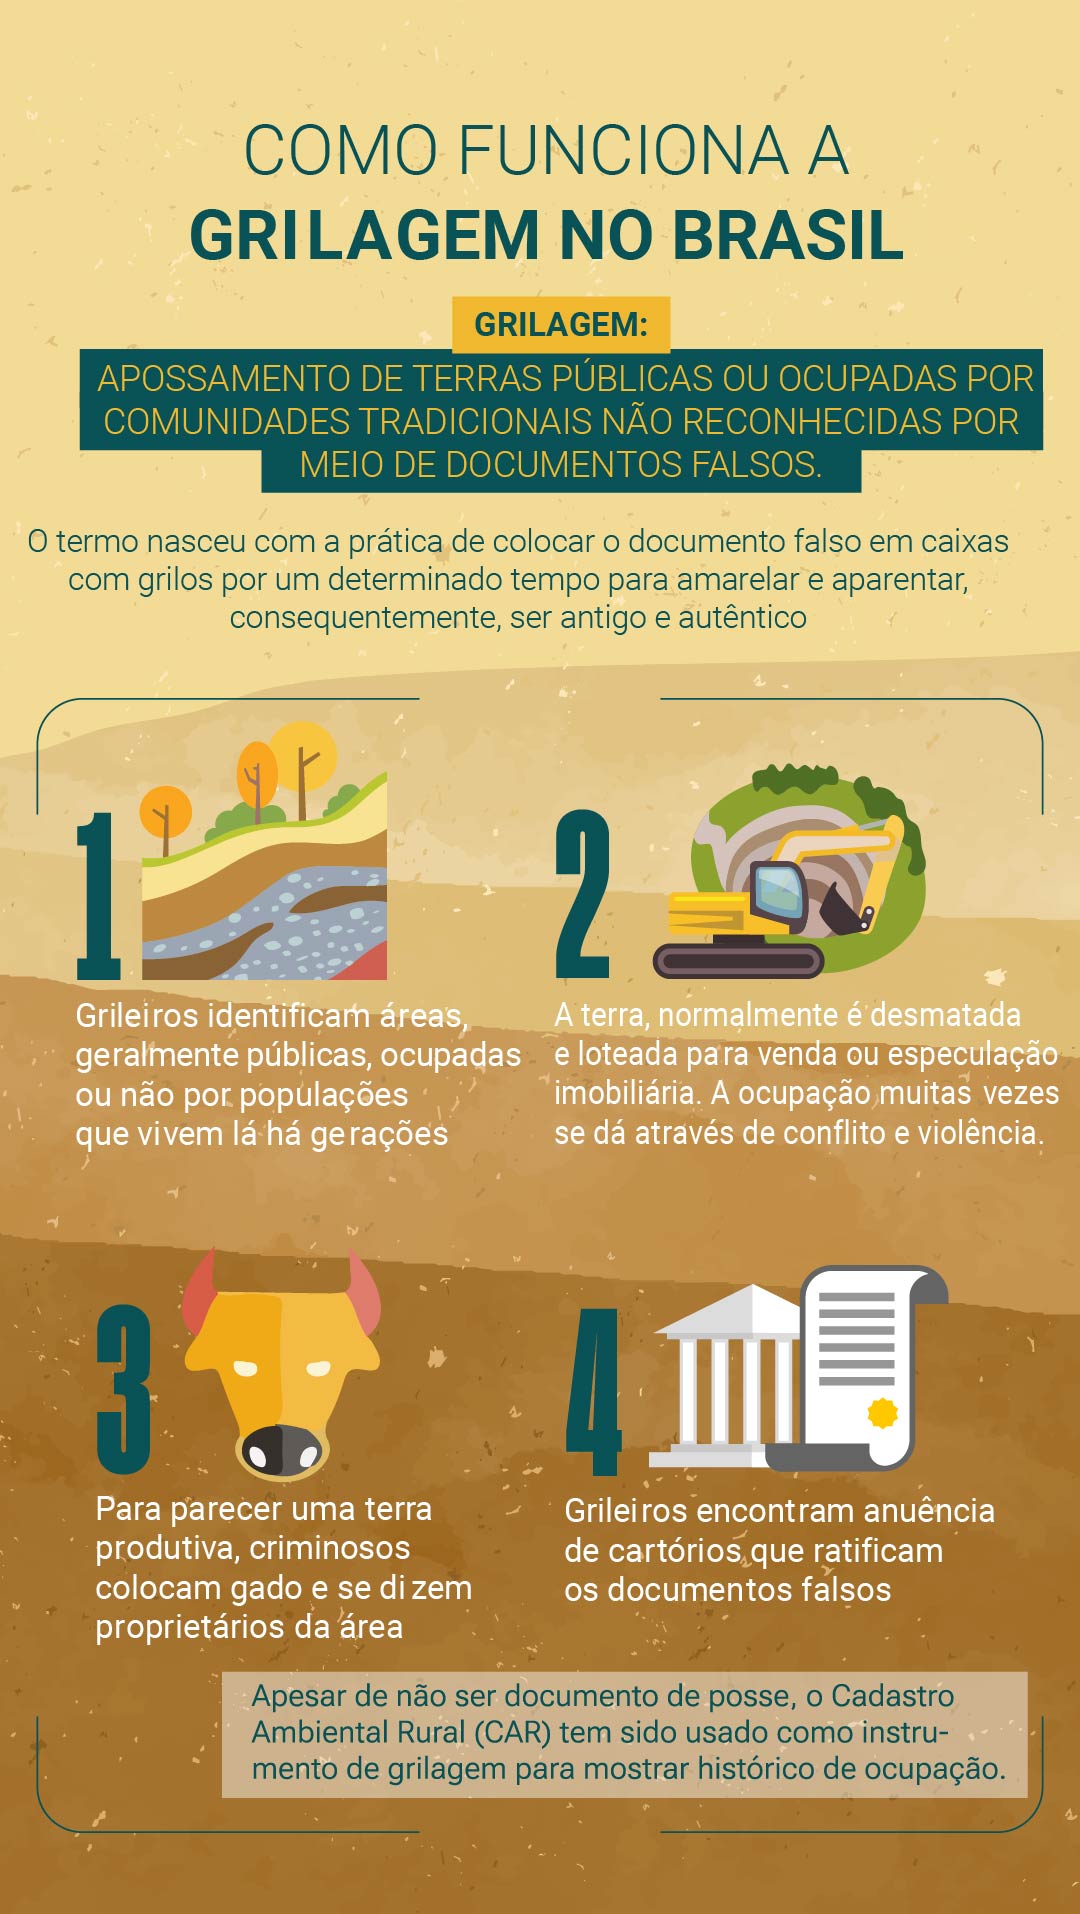 COMO FUNCIONA A
GRILAGEM NO BRASIL
GRILAGEM:
APOSSAMENTO DE TERRAS PÚBLICAS OU OCUPADAS POR
COMUNIDADES TRADICIONAIS NÃO RECONHECIDAS POR
MEIO DE DOCUMENTOS FALSOS.
O termo nasceu com a prática de colocar o documento falso em caixas
com grilos por um determinado tempo para amarelar e aparentar,
consequentemente, ser antigo e autêntico
1
Grileiros identificam áreas,
geralmente públicas, ocupadas
ou não por populações
que vivem lá há gerações
2
A terra, normalmente é desmatada
e loteada para venda ou especulação
imobiliária. A ocupação muitas vezes
se dá através de conflito e violência.
3
Para parecer uma terra
produtiva, criminosos
colocam gado e se dizem
proprietários da área
4
Grileiros encontram anuência
de cartórios que ratificam
os documentos falsos
Apesar de não ser documento de posse, o Cadastro
Ambiental Rural (CAR) tem sido usado como instru-
mento de grilagem para mostrar histórico de ocupação.